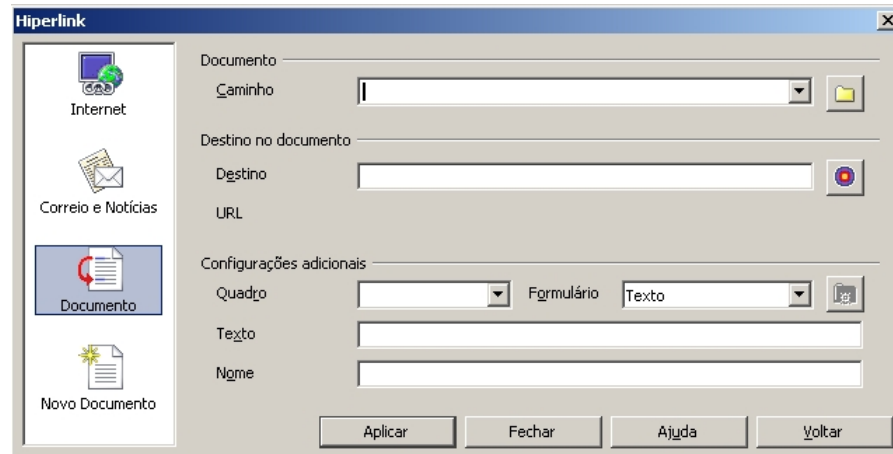 Hiperlink
Internet
Correio e Notícias
Documento
Novo Documento
Documento
Caminho
Destino no documento
Destino
URL
Configurações adicionais
Quadro Formulário Texto
Texto
Nome
Aplicar Fechar Ajuda Voltar